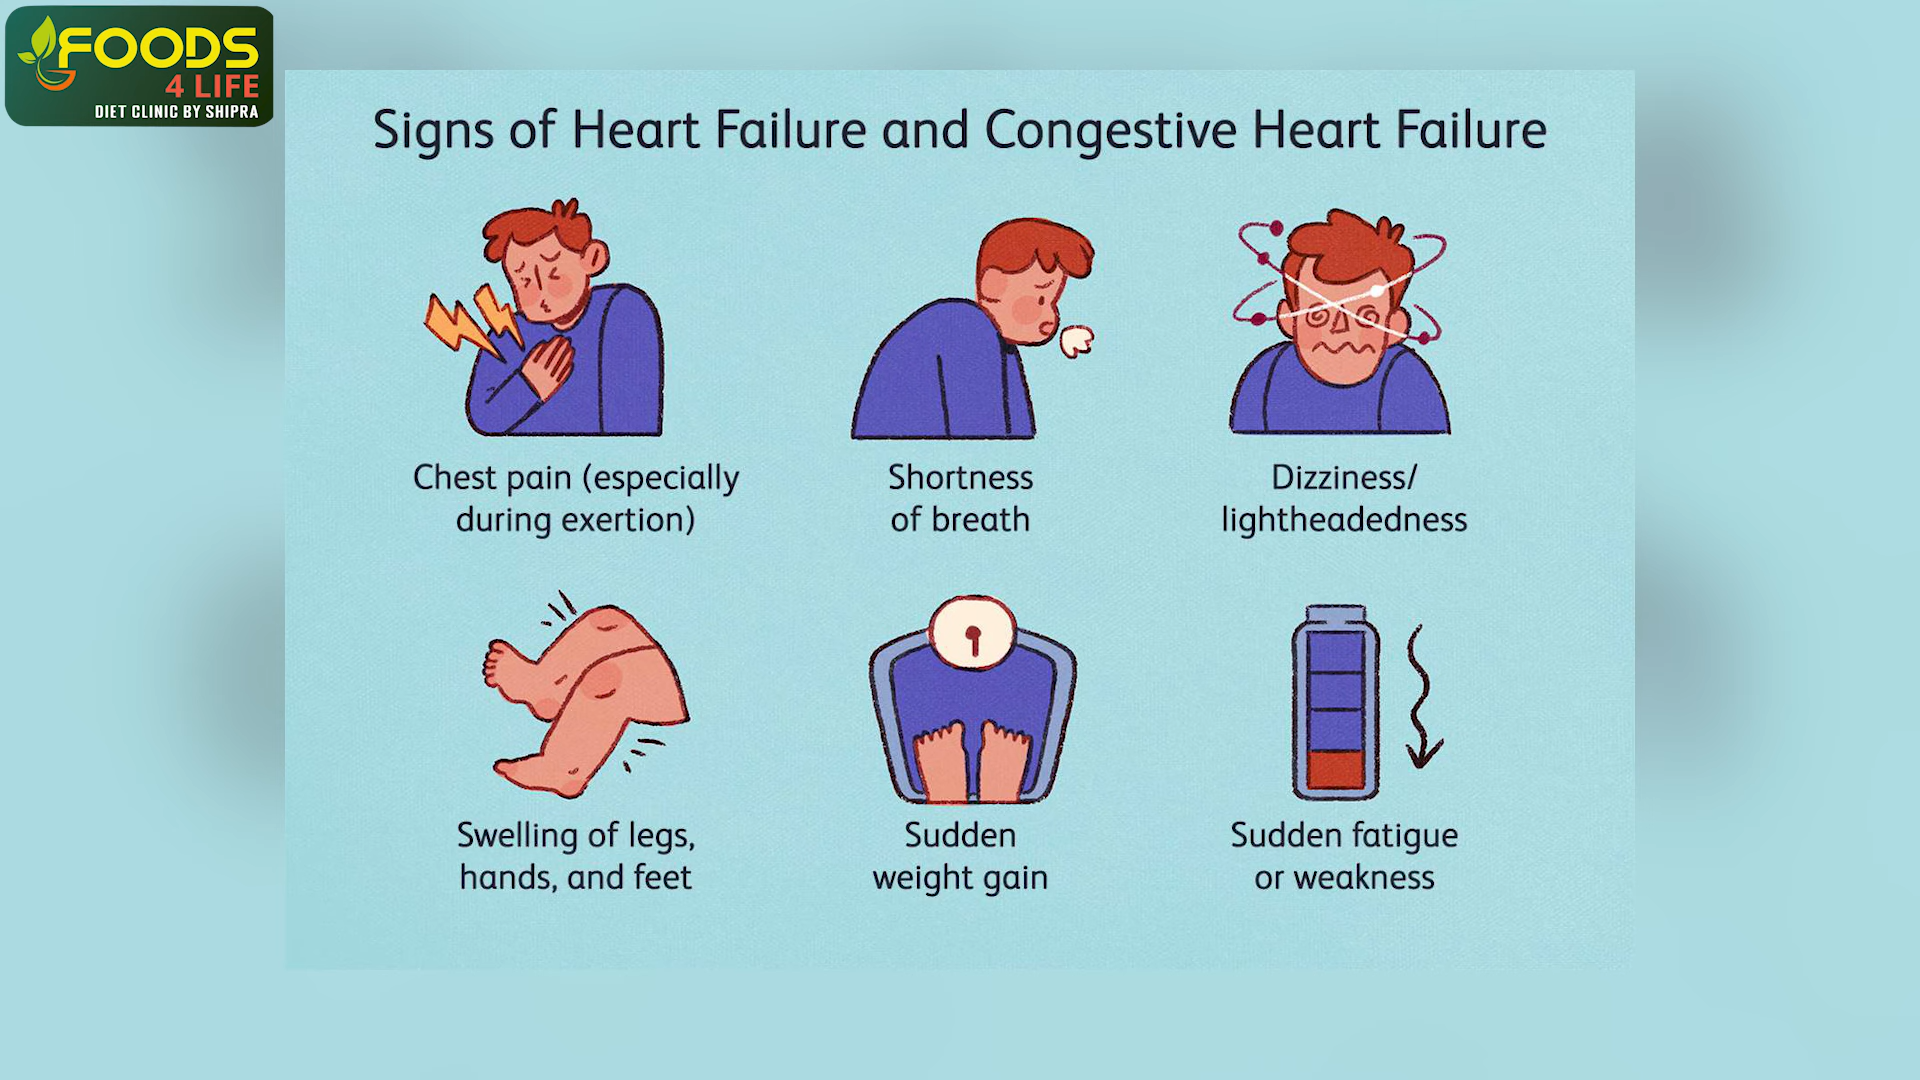 FOODS
4 LIFE
DIET CLINIC BY SHIPRA
Signs of Heart Failure and Congestive Heart Failure
Chest pain (especially
during exertion)
Shortness
of breath
Dizziness/
lightheadedness
Swelling of legs,
hands, and feet
Sudden
weight gain
Sudden fatigue
or weakness